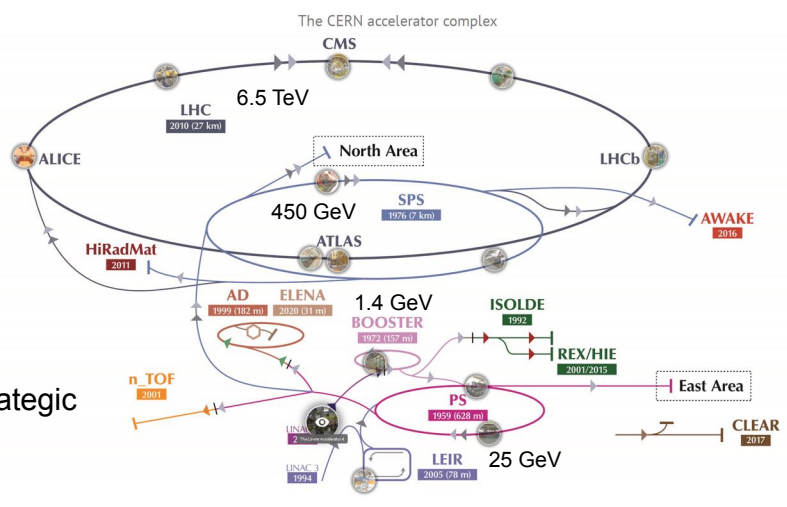 The CERN accelerator complex
CMS
6.5 TeV
LHC
2010 (27 km)
North Area
ALICE
LHCb
SPS
1976 (7 km)
450 GeV
AWAKE
2016
ATLAS
HiRadMat
2011
AD
1999 (182 m)
ELENA
2020 (31 m)
1.4 GeV
BOOSTER
1972 (157 m)
ISOLDE
1992
REX/HIE
2001/2015
n_TOF
2001
East Area
ategic
PS
1959 (628 m)
CLEAR
2017
LINAC 3
1994
LEIR
2005 (78 m)
25 GeV